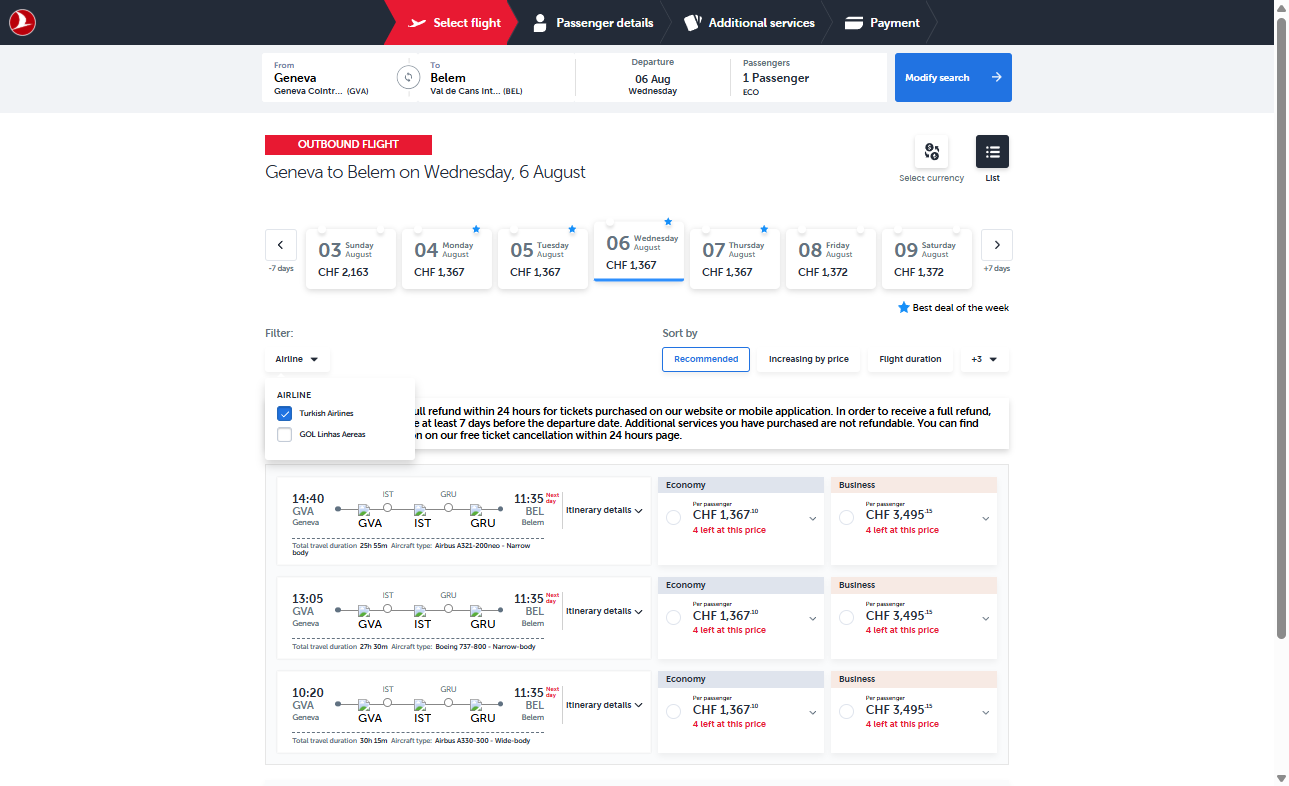 Select flight
Passenger details
Additional services
Payment
From
Geneva
Geneva Cointr... (GVA)
To
Belem
Val de Cans Int... (BEL)
Departure
06 Aug
Wednesday
Passengers
1 Passenger
ECO
Modify search
OUTBOUND FLIGHT
Geneva to Belem on Wednesday, 6 August
Select currency
List
-7 days
03 Sunday August
CHF 2,163
04 Monday August
CHF 1,367
05 Tuesday August
CHF 1,367
06 Wednesday August
CHF 1,367
07 Thursday August
CHF 1,367
08 Friday August
CHF 1,372
09 Saturday August
CHF 1,372
+7 days
Best deal of the week
Filter:
Airline
Sort by
Recommended
Increasing by price
Flight duration
+3
AIRLINE
Turkish Airlines
GOL Linhas Aereas
ull refund within 24 hours for tickets purchased on our website or mobile application. In order to receive a full refund,
e at least 7 days before the departure date. Additional services you have purchased are not refundable. You can find
on on our free ticket cancellation within 24 hours page.
14:40
GVA
Geneva
IST
GRU
GVA
IST
GRU
11:35 Next day
BEL
Belem
Itinerary details
Total travel duration 25h 55m Aircraft type: Airbus A321-200neo - Narrow
body
Economy
Per passenger
CHF 1,367.10
4 left at this price
Business
Per passenger
CHF 3,495.15
4 left at this price
13:05
GVA
Geneva
IST
GRU
GVA
IST
GRU
11:35 Next day
BEL
Belem
Itinerary details
Total travel duration 27h 30m Aircraft type: Boeing 737-800 - Narrow-body
Economy
Per passenger
CHF 1,367.10
4 left at this price
Business
Per passenger
CHF 3,495.15
4 left at this price
10:20
GVA
Geneva
IST
GRU
GVA
IST
GRU
11:35 Next day
BEL
Belem
Itinerary details
Total travel duration 30h 15m Aircraft type: Airbus A330-300 - Wide-body
Economy
Per passenger
CHF 1,367.10
4 left at this price
Business
Per passenger
CHF 3,495.15
4 left at this price